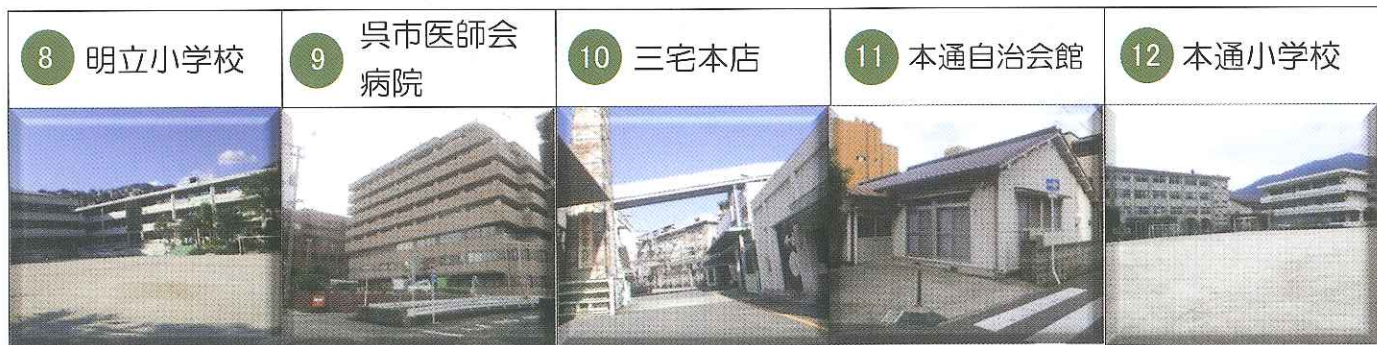 8 明立小学校
9 呉市医師会
病院
10 三宅本店
11 本通自治会館
12 本通小学校